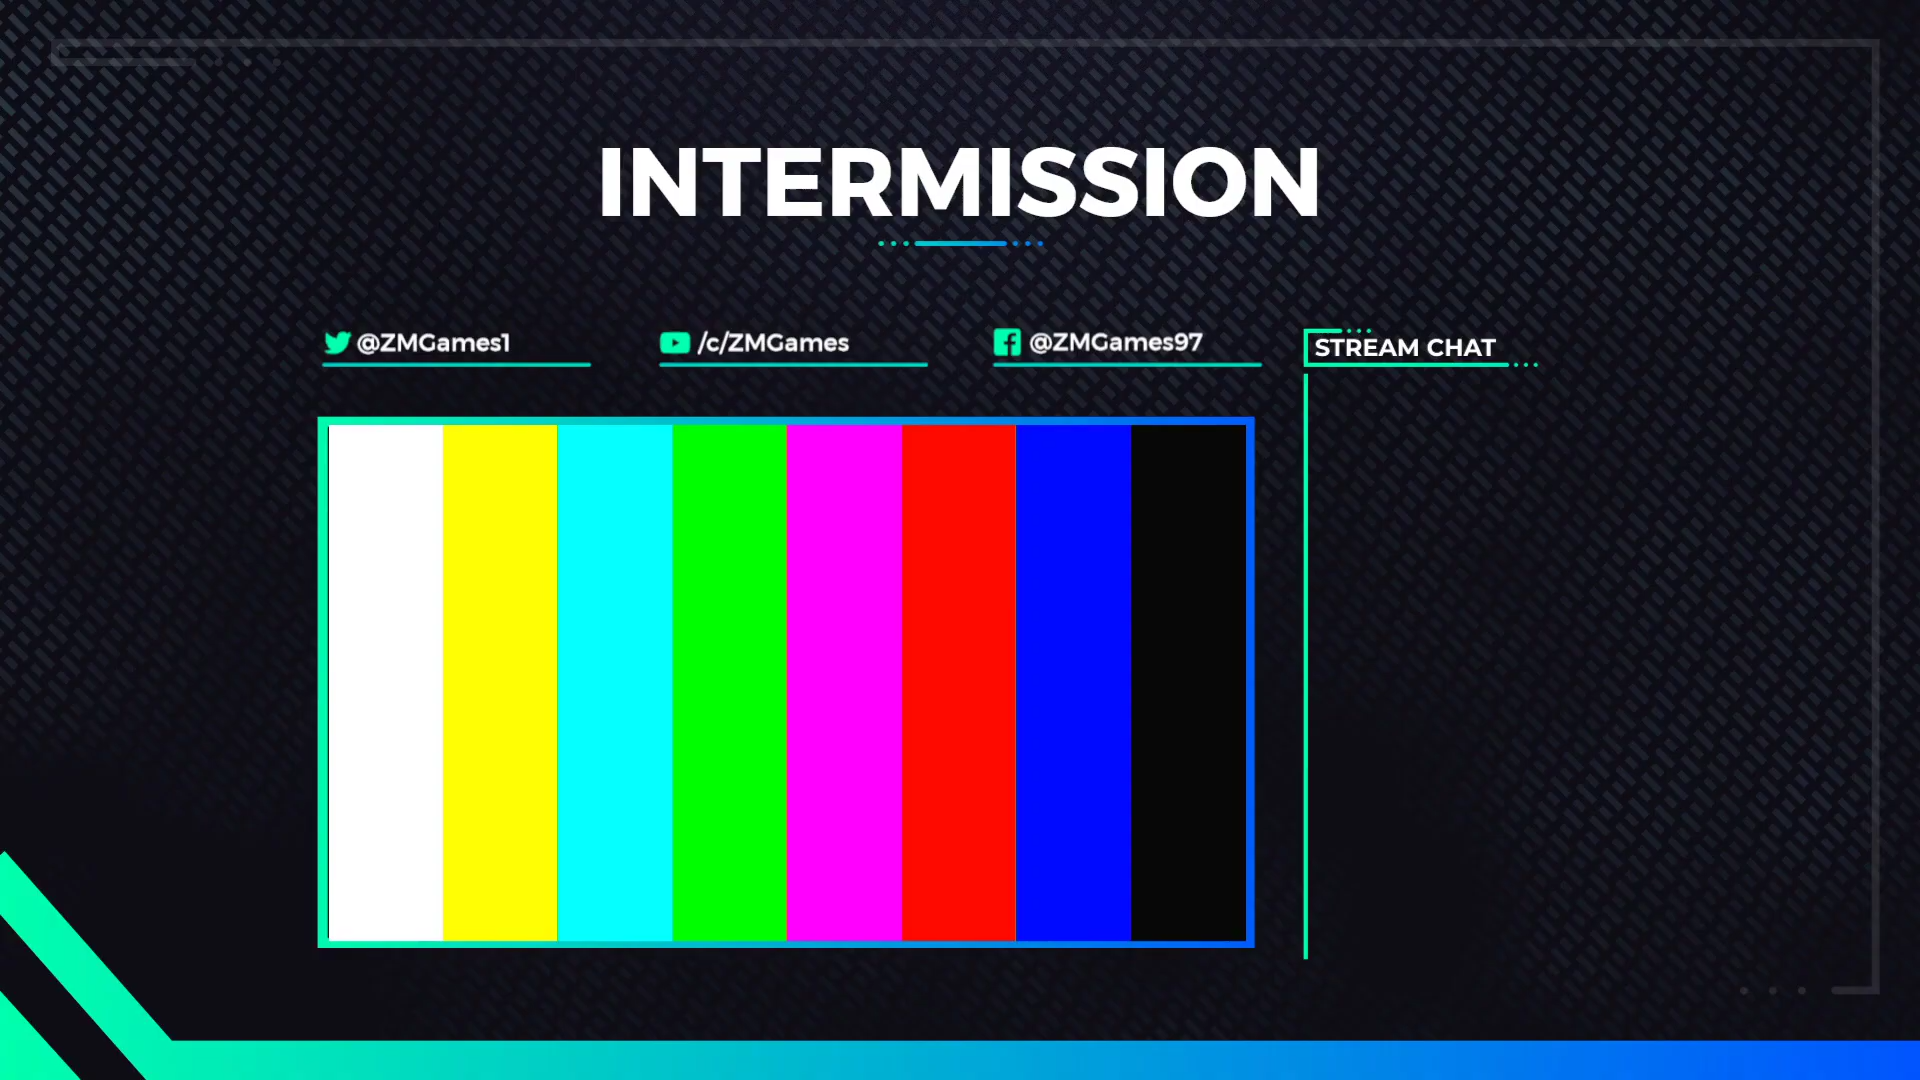 INTERMISSION
@ZMGames1
/c/ZMGames
@ZMGames97
STREAM CHAT